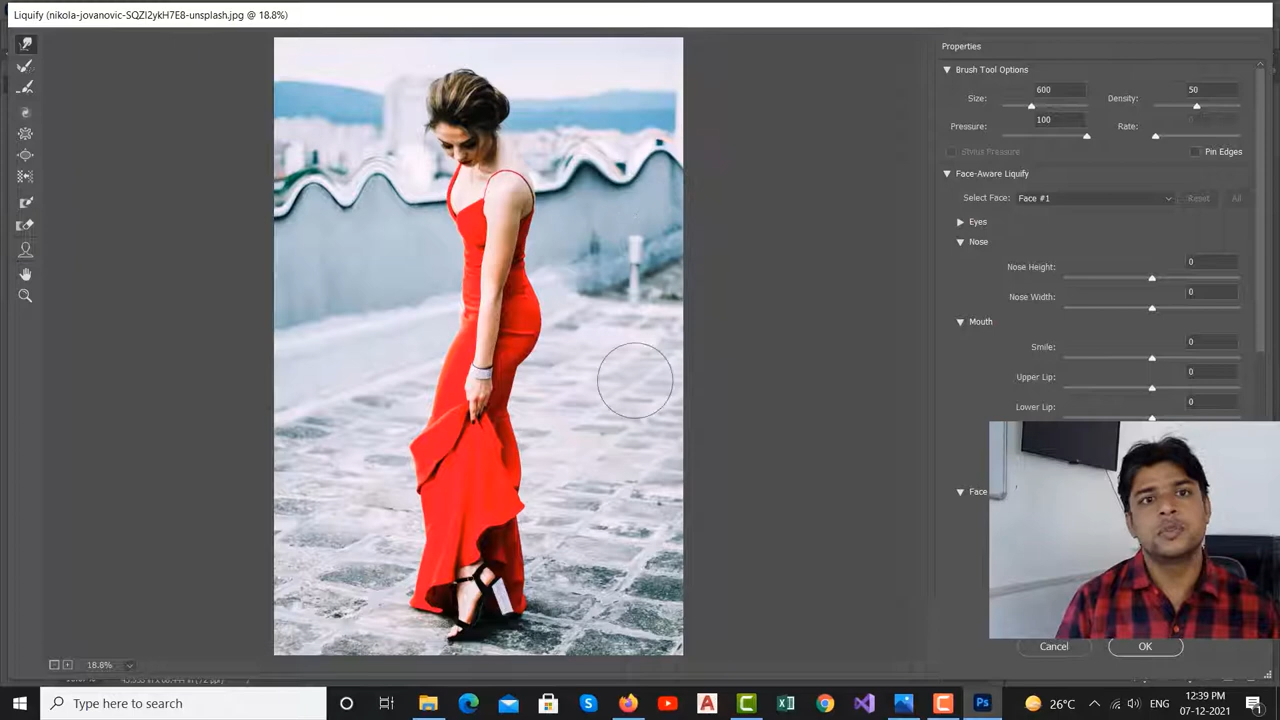 Liquify (nikola-jovanovic-SQZI2ykH7E8-unsplash.jpg @ 18.8%)
Properties
Brush Tool Options
Size: 600 Density: 50
Pressure: 100 Rate:
Stylus Pressure Pin Edges
Face-Aware Liquify
Select Face: Face #1 Reset All
Eyes
Nose
Nose Height: 0
Nose Width: 0
Mouth
Smile: 0
Upper Lip: 0
Lower Lip: 0
Face
Cancel OK
18.8%
Type here to search
26°C ENG 12:39 PM
07-12-2021